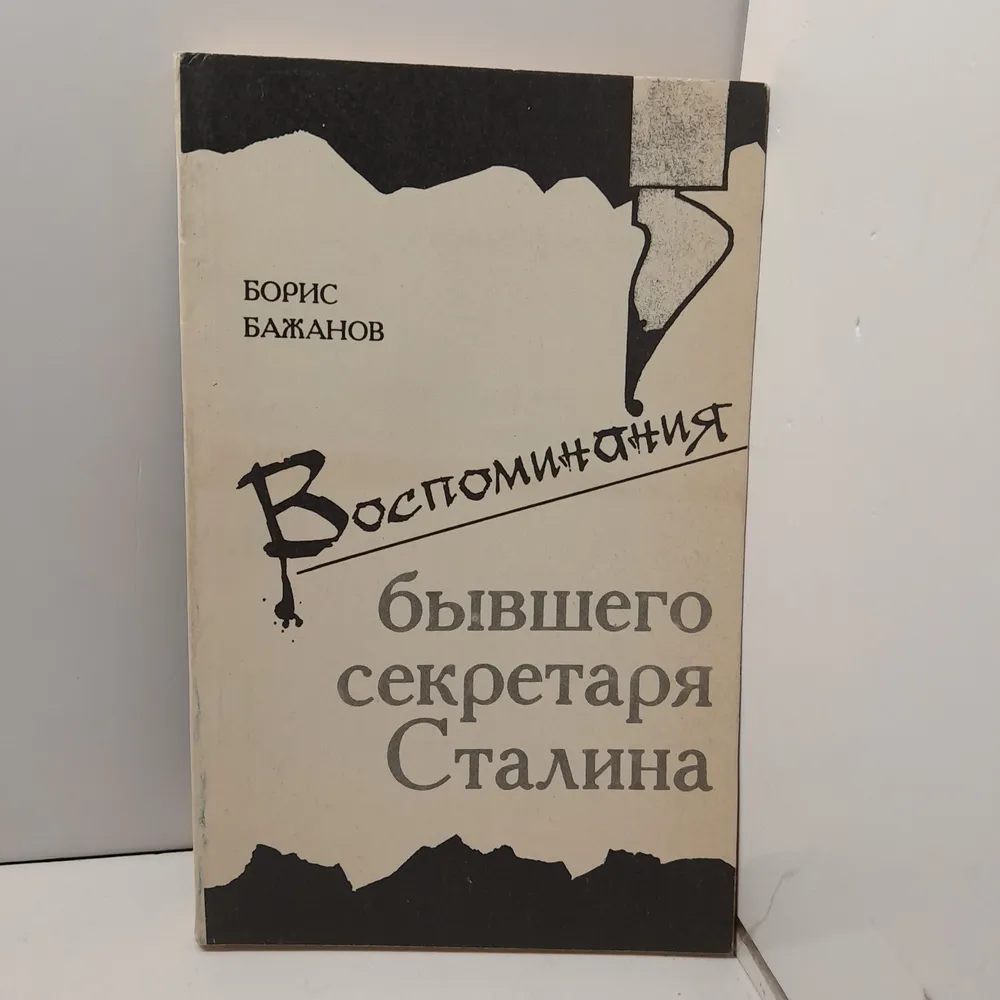 БОРИС
БАЖАНОВ
Воспоминания
бывшего
секретаря
Сталина